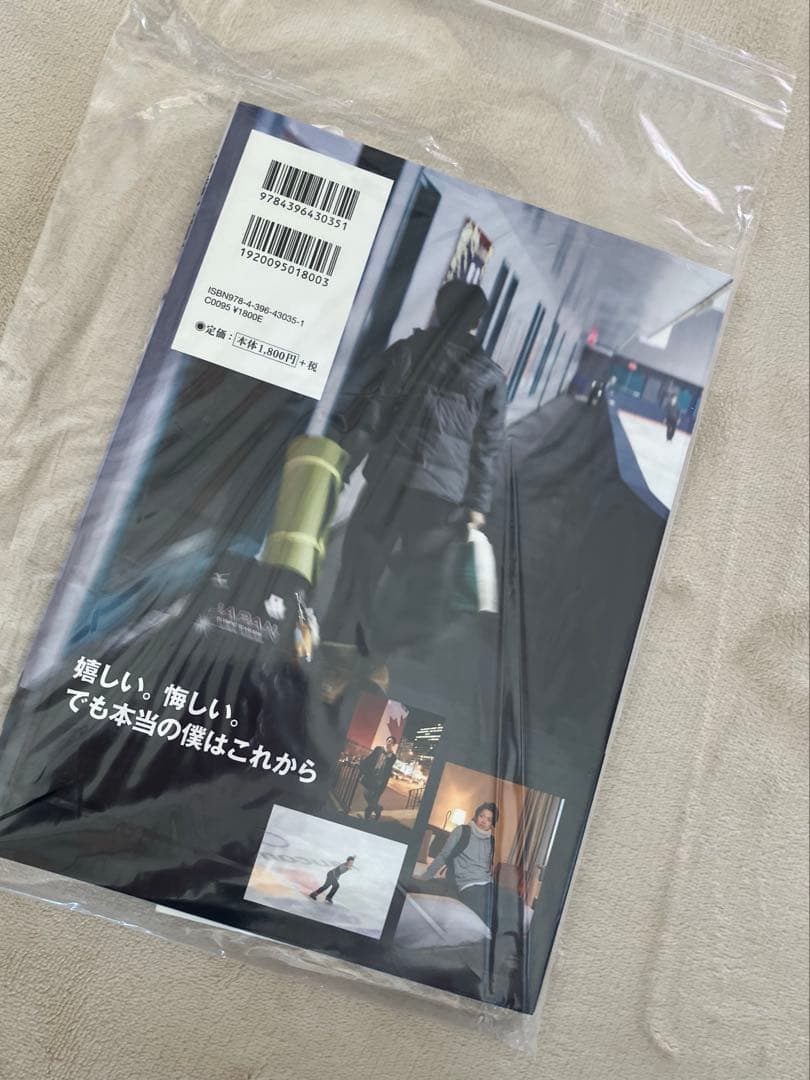 9784396430351
1920095018003
ISBN978-4-396-43035-1
C0095 ¥1800E
●定価：本体1,800円+税
嬉しい。悔しい。
でも本当の僕はこれから